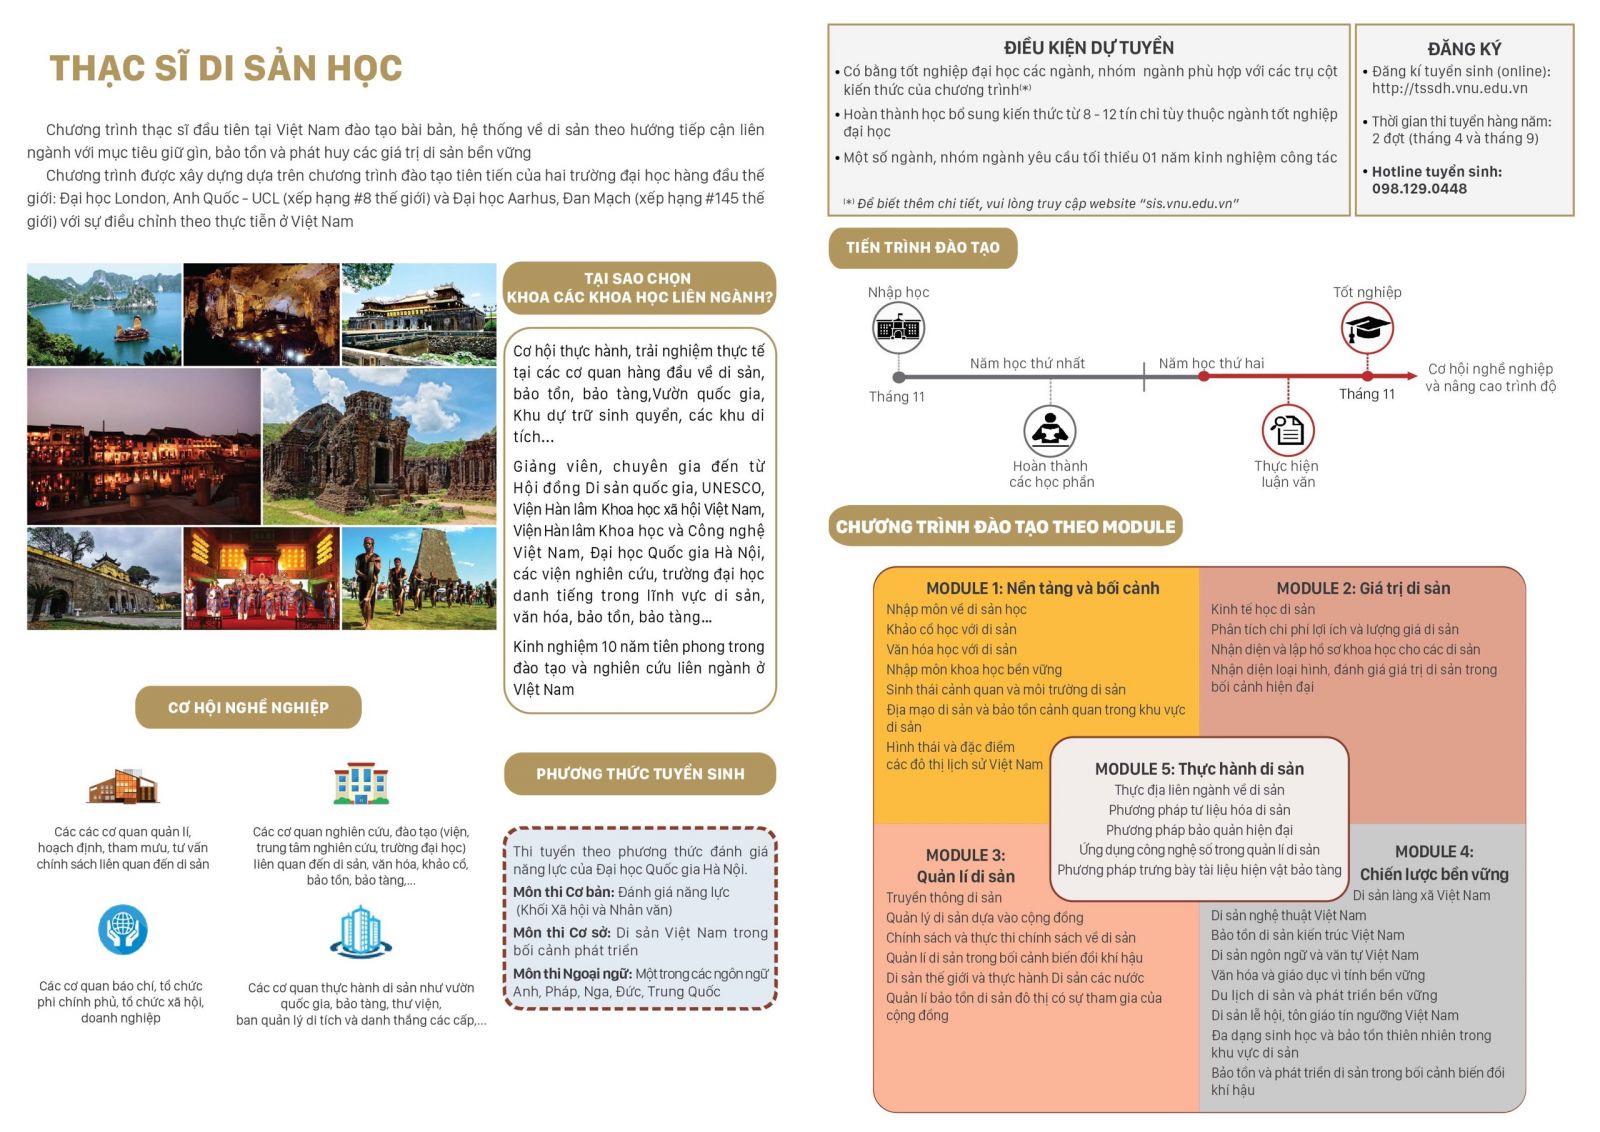 THẠC SĨ DI SẢN HỌC
Chương trình thạc sĩ đầu tiên tại Việt Nam đào tạo bài bản, hệ thống về di sản theo hướng tiếp cận liên
ngành với mục tiêu giữ gìn, bảo tồn và phát huy các giá trị di sản bền vững
Chương trình được xây dựng dựa trên chương trình đào tạo tiên tiến của hai trường đại học hàng đầu thế
giới: Đại học London, Anh Quốc - UCL (xếp hạng #8 thế giới) và Đại học Aarhus, Đan Mạch (xếp hạng #145 thế
giới) với sự điều chỉnh theo thực tiễn ở Việt Nam
TẠI SAO CHỌN
KHOA CÁC KHOA HỌC LIÊN NGÀNH?
Cơ hội thực hành, trải nghiệm thực tế
tại các cơ quan hàng đầu về di sản,
bảo tồn, bảo tàng,Vườn quốc gia,
Khu dự trữ sinh quyển, các khu di
tích...
Giảng viên, chuyên gia đến từ
Hội đồng Di sản quốc gia, UNESCO,
Viện Hàn lâm Khoa học xã hội Việt Nam,
Viện Hàn lâm Khoa học và Công nghệ
Việt Nam, Đại học Quốc gia Hà Nội,
các viện nghiên cứu, trường đại học
danh tiếng trong lĩnh vực di sản,
văn hóa, bảo tồn, bảo tàng...
Kinh nghiệm 10 năm tiên phong trong
đào tạo và nghiên cứu liên ngành ở
VIệt Nam
CƠ HỘI NGHỀ NGHIỆP
Các các cơ quan quản lí,
hoạch định, tham mưu, tư vấn
chính sách liên quan đến di sản
Các cơ quan nghiên cứu, đào tạo (viện,
trung tâm nghiên cứu, trường đại học)
liên quan đến di sản, văn hóa, khảo cổ,
bảo tồn, bảo tàng,...
Các cơ quan báo chí, tổ chức
phi chính phủ, tổ chức xã hội,
doanh nghiệp
Các cơ quan thực hành di sản như vườn
quốc gia, bảo tàng, thư viện,
ban quản lý di tích và danh thắng các cấp,...
PHƯƠNG THỨC TUYỂN SINH
Thi tuyển theo phương thức đánh giá
năng lực của Đại học Quốc gia Hà Nội.
Môn thi Cơ bản: Đánh giá năng lực
(Khối Xã hội và Nhân văn)
Môn thi Cơ sở: Di sản Việt Nam trong
bối cảnh phát triển
Môn thi Ngoại ngữ: Một trong các ngôn ngữ
Anh, Pháp, Nga, Đức, Trung Quốc
ĐIỀU KIỆN DỰ TUYỂN
• Có bằng tốt nghiệp đại học các ngành, nhóm ngành phù hợp với các trụ cột
kiến thức của chương trình(*)
• Hoàn thành học bổ sung kiến thức từ 8 - 12 tín chỉ tùy thuộc ngành tốt nghiệp
đại học
• Một số ngành, nhóm ngành yêu cầu tối thiểu 01 năm kinh nghiệm công tác
(*) Để biết thêm chi tiết, vui lòng truy cập website “sis.vnu.edu.vn”
ĐĂNG KÝ
• Đăng kí tuyển sinh (online):
http://tssdh.vnu.edu.vn
• Thời gian thi tuyển hàng năm:
2 đợt (tháng 4 và tháng 9)
• Hotline tuyển sinh:
098.129.0448
TIẾN TRÌNH ĐÀO TẠO
Nhập học
Tốt nghiệp
Năm học thứ nhất
Năm học thứ hai
Cơ hội nghề nghiệp
và nâng cao trình độ
Tháng 11
Tháng 11
Hoàn thành
các học phần
Thực hiện
luận văn
CHƯƠNG TRÌNH ĐÀO TẠO THEO MODULE
MODULE 1: Nền tảng và bối cảnh
Nhập môn về di sản học
Khảo cổ học với di sản
Văn hóa học với di sản
Nhập môn khoa học bền vững
Sinh thái cảnh quan và môi trường di sản
Địa mạo di sản và bảo tồn cảnh quan trong khu vực
di sản
Hình thái và đặc điểm
các đô thị lịch sử Việt Nam
MODULE 2: Giá trị di sản
Kinh tế học di sản
Phân tích chi phí lợi ích và lượng giá di sản
Nhận diện và lập hồ sơ khoa học cho các di sản
Nhận diện loại hình, đánh giá giá trị di sản trong
bối cảnh hiện đại
MODULE 5: Thực hành di sản
Thực địa liên ngành về di sản
Phương pháp tư liệu hóa di sản
Phương pháp bảo quản hiện đại
Ứng dụng công nghệ số trong quản lí di sản
Phương pháp trưng bày tài liệu hiện vật bảo tàng
MODULE 3:
Quản lí di sản
Truyền thông di sản
Quản lý di sản dựa vào cộng đồng
Chính sách và thực thi chính sách về di sản
Quản lí di sản trong bối cảnh biến đổi khí hậu
Di sản thế giới và thực hành Di sản các nước
Quản lí bảo tồn di sản đô thị có sự tham gia của
cộng đồng
MODULE 4:
Chiến lược bền vững
Di sản làng xã Việt Nam
Di sản nghệ thuật Việt Nam
Bảo tồn di sản kiến trúc Việt Nam
Di sản ngôn ngữ và văn tự Việt Nam
Văn hóa và giáo dục vì tính bền vững
Du lịch di sản và phát triển bền vững
Di sản lễ hội, tôn giáo tín ngưỡng Việt Nam
Đa dạng sinh học và bảo tồn thiên nhiên trong
khu vực di sản
Bảo tồn và phát triển di sản trong bối cảnh biến đổi
khí hậu